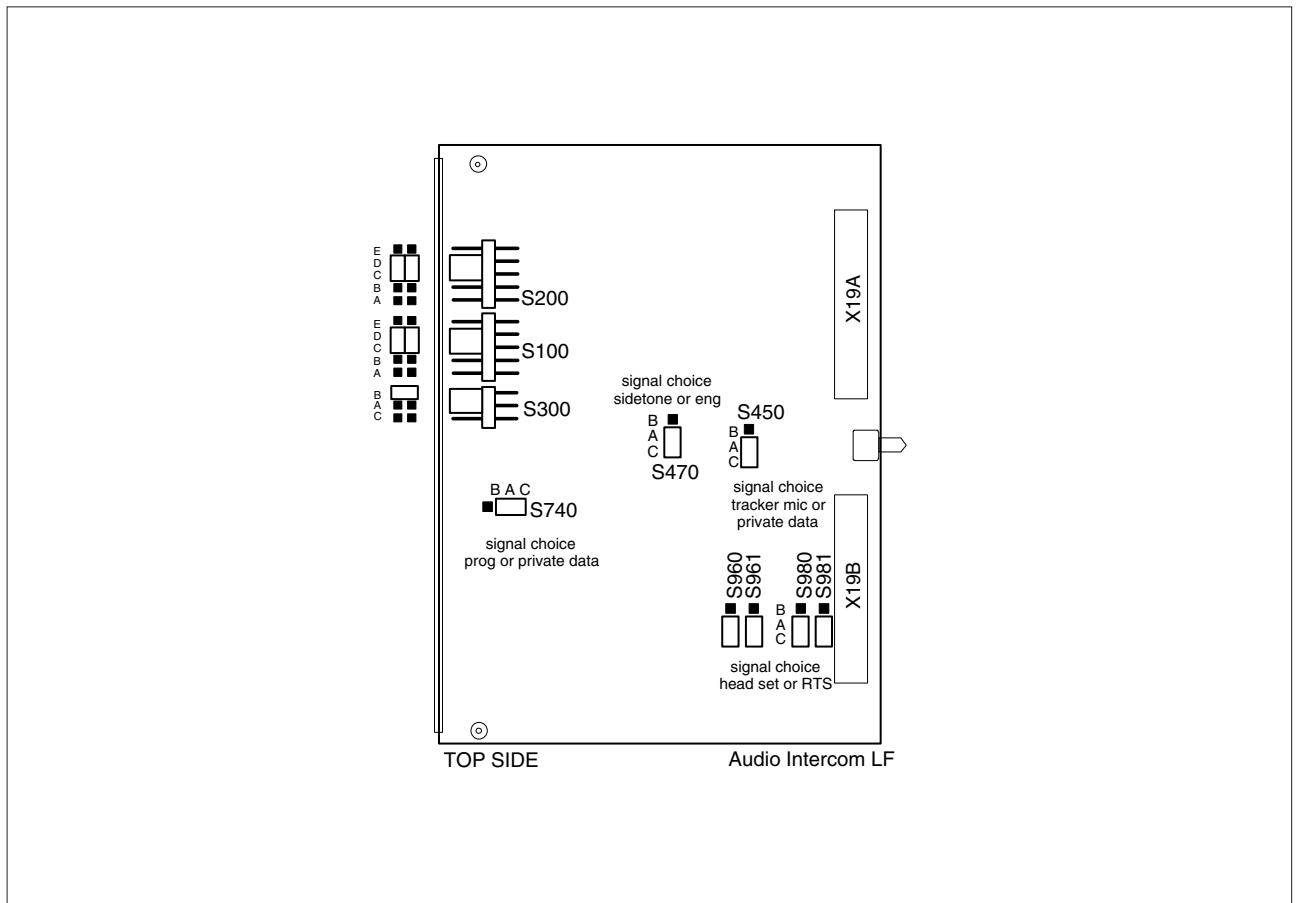 E
D
C
B
A
S200
E
D
C
B
A
S100
B
A
C
S300
X19A
signal choice
sidetone or eng
B
A
C
S470
S450
B
A
C
signal choice
tracker mic or
private data
B A C
S740
signal choice
prog or private data
S960
S961
S980
S981
B
A
C
X19B
signal choice
head set or RTS
TOP SIDE
Audio Intercom LF